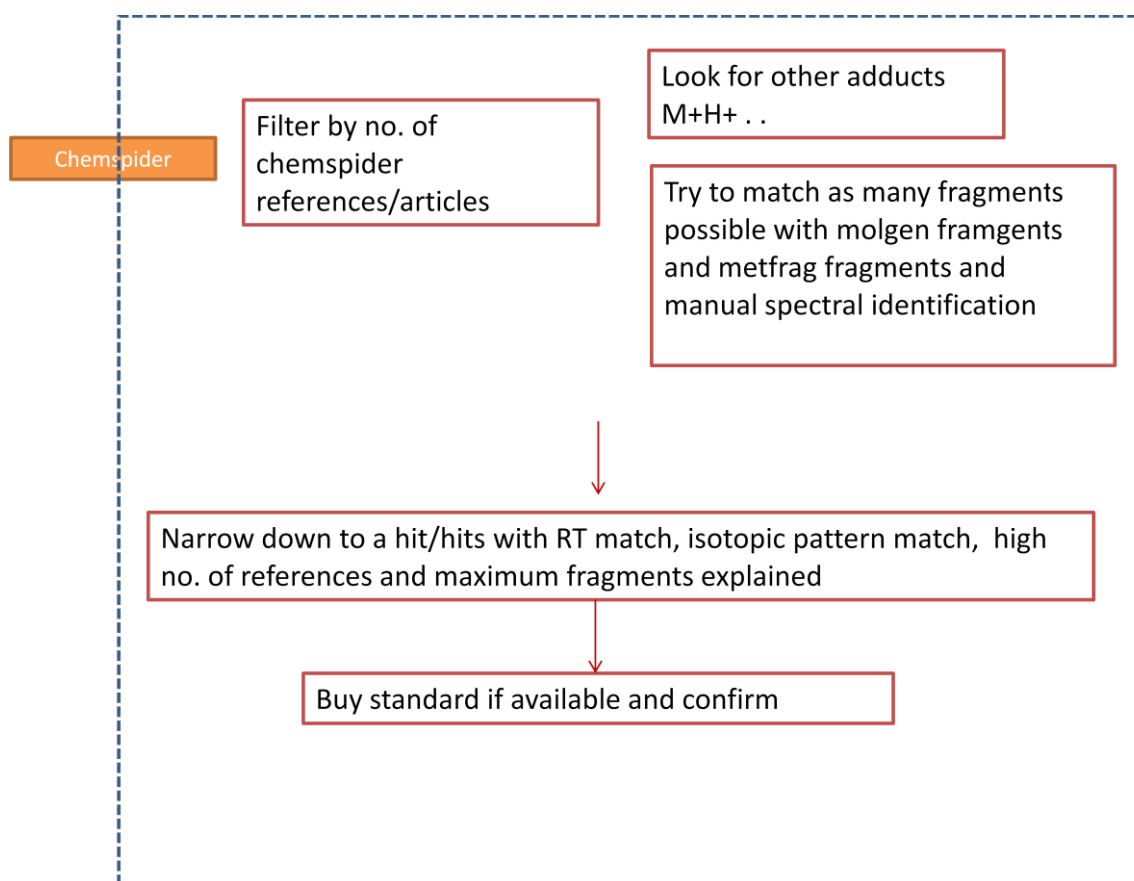 Chemspider
Filter by no. of
chemspider
references/articles
Look for other adducts
M+H+ . .
Try to match as many fragments
possible with molgen framgents
and metfrag fragments and
manual spectral identification
Narrow down to a hit/hits with RT match, isotopic pattern match,  high
no. of references and maximum fragments explained
Buy standard if available and confirm